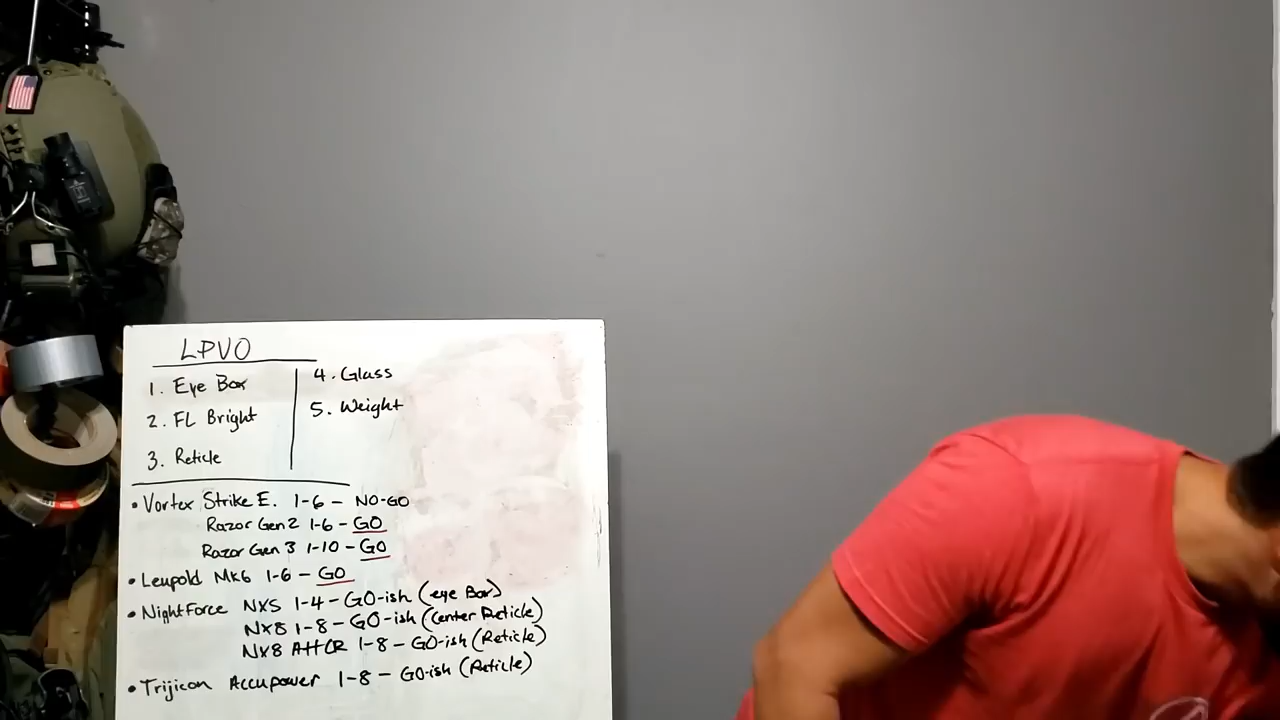 LPVO
1. Eye Box
2. FL Bright
3. Reticle
4. Glass
5. Weight
• Vortex Strike E. 1-6 - NO-GO
Razor Gen 2 1-6 - GO
Razor Gen 3 1-10 - GO
• Leupold MK6 1-6 - GO
• NightForce NXS 1-4 - GO-ish (eye Box)
NX8 1-8 - GO-ish (center Reticle)
NX8 ATACR 1-8 - GO-ish (Reticle)
• Trijicon Accupower 1-8 - GO-ish (Reticle)